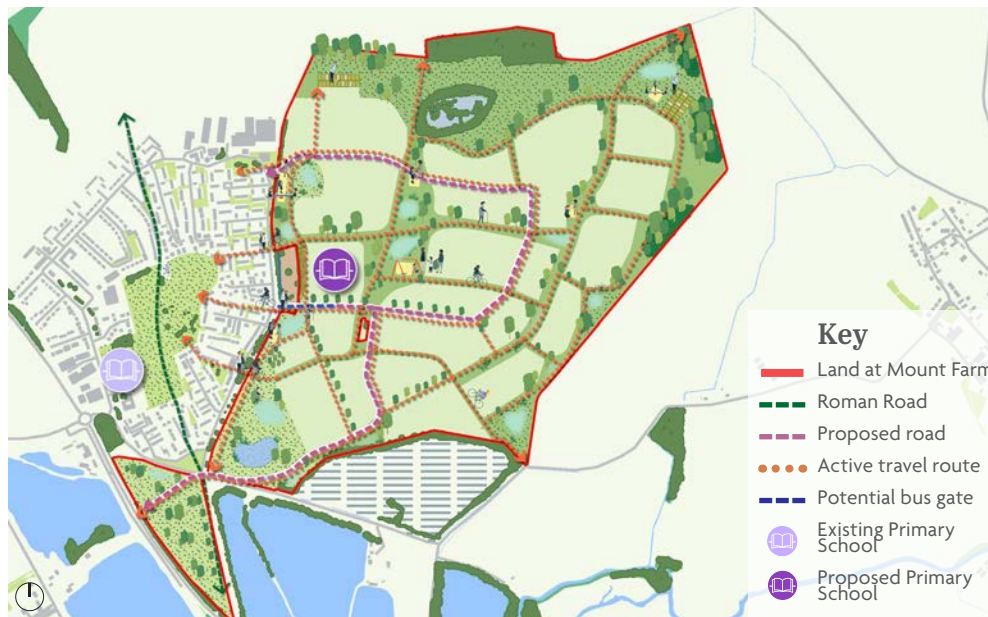 Key
Land at Mount Farm
Roman Road
Proposed road
Active travel route
Potential bus gate
Existing Primary
School
Proposed Primary
School